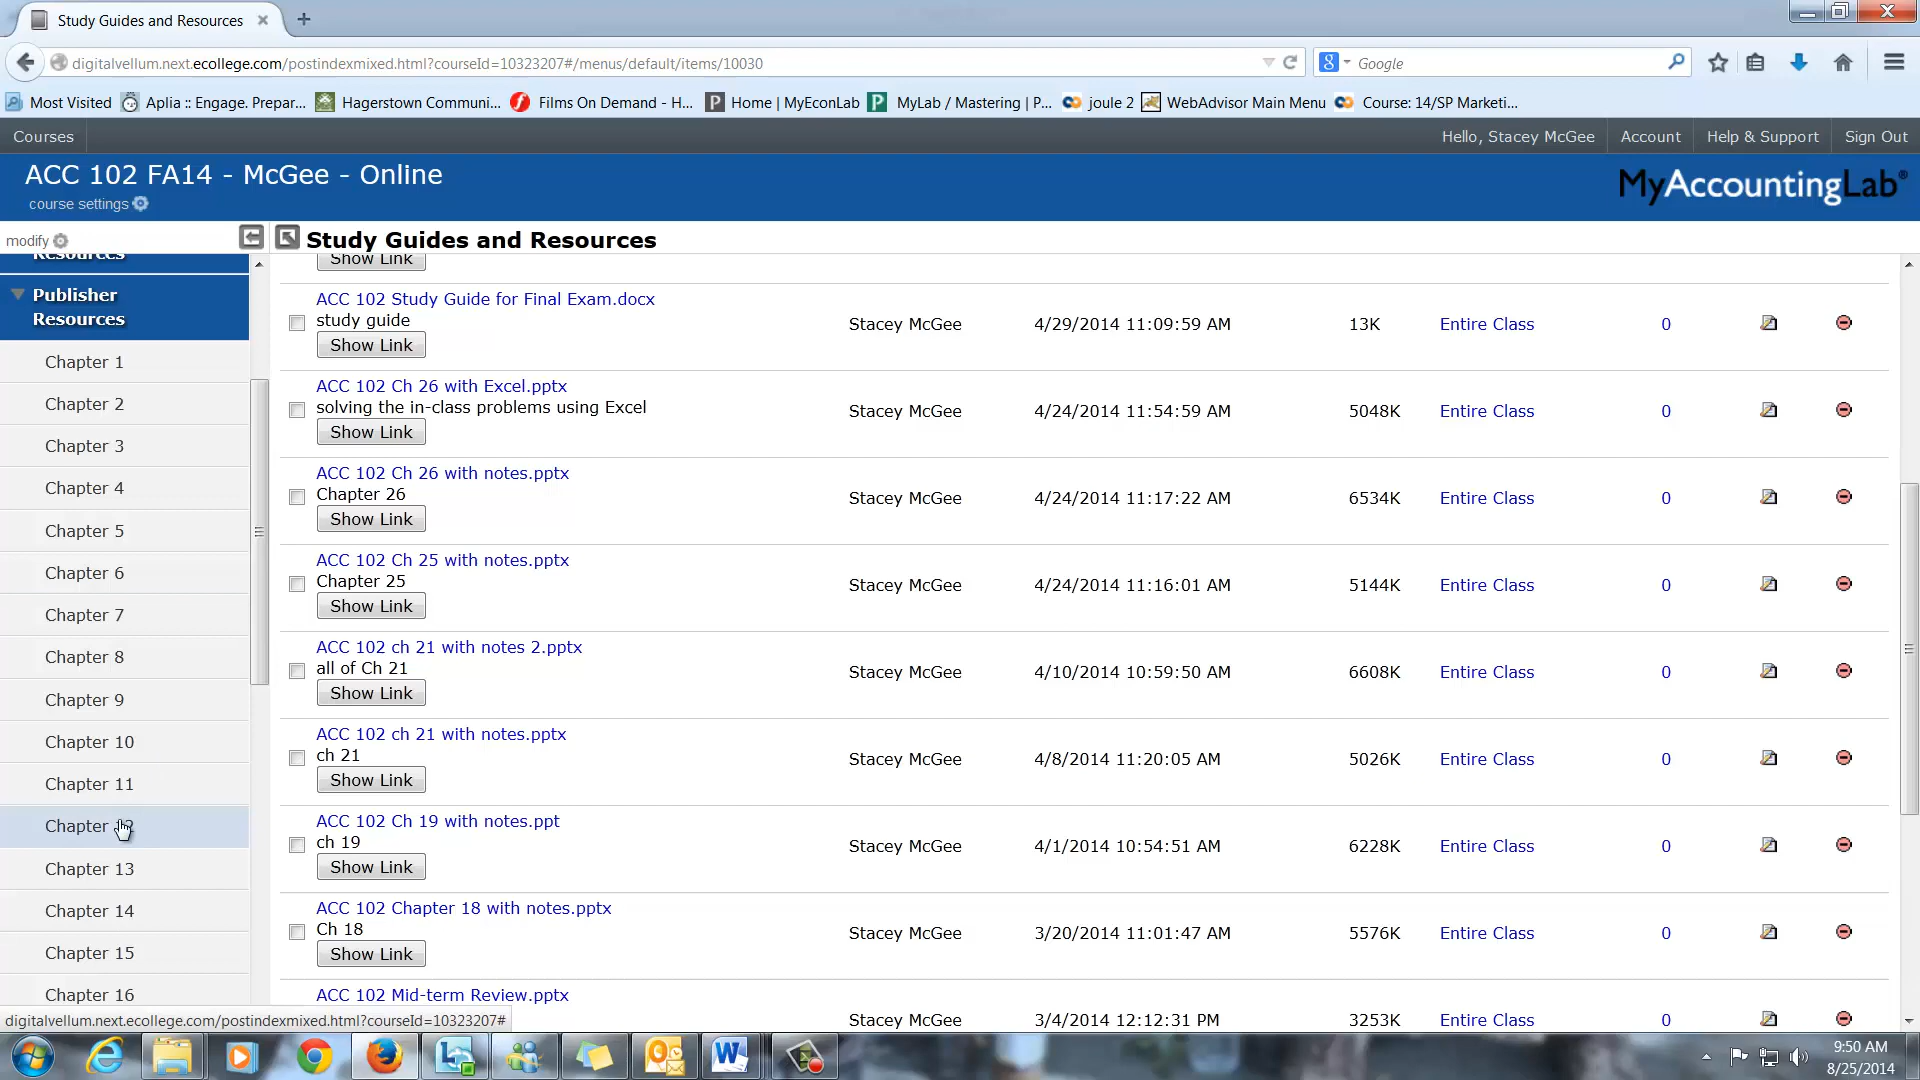 Study Guides and Resources
digitalvellum.next.ecollege.com/postindexmixed.html?courseId=10323207#/menus/default/items/10030
Google
Most Visited
Aplia :: Engage. Prepar...
Hagerstown Communi...
Films On Demand - H...
Home | MyEconLab
MyLab / Mastering | P...
joule 2
WebAdvisor Main Menu
Course: 14/SP Marketi...
Courses
Hello, Stacey McGee
Account
Help & Support
Sign Out
ACC 102 FA14 - McGee - Online
course settings
MyAccountingLab®
modify
Study Guides and Resources
Resources
Publisher
Resources
Chapter 1
Chapter 2
Chapter 3
Chapter 4
Chapter 5
Chapter 6
Chapter 7
Chapter 8
Chapter 9
Chapter 10
Chapter 11
Chapter
Chapter 13
Chapter 14
Chapter 15
Chapter 16
Show Link
ACC 102 Study Guide for Final Exam.docx
study guide
Show Link
Stacey McGee 4/29/2014 11:09:59 AM 13K Entire Class 0
ACC 102 Ch 26 with Excel.pptx
solving the in-class problems using Excel
Show Link
Stacey McGee 4/24/2014 11:54:59 AM 5048K Entire Class 0
ACC 102 Ch 26 with notes.pptx
Chapter 26
Show Link
Stacey McGee 4/24/2014 11:17:22 AM 6534K Entire Class 0
ACC 102 Ch 25 with notes.pptx
Chapter 25
Show Link
Stacey McGee 4/24/2014 11:16:01 AM 5144K Entire Class 0
ACC 102 ch 21 with notes 2.pptx
all of Ch 21
Show Link
Stacey McGee 4/10/2014 10:59:50 AM 6608K Entire Class 0
ACC 102 ch 21 with notes.pptx
ch 21
Show Link
Stacey McGee 4/8/2014 11:20:05 AM 5026K Entire Class 0
ACC 102 Ch 19 with notes.ppt
ch 19
Show Link
Stacey McGee 4/1/2014 10:54:51 AM 6228K Entire Class 0
ACC 102 Chapter 18 with notes.pptx
Ch 18
Show Link
Stacey McGee 3/20/2014 11:01:47 AM 5576K Entire Class 0
ACC 102 Mid-term Review.pptx
Stacey McGee 3/4/2014 12:12:31 PM 3253K Entire Class 0
digitalvellum.next.ecollege.com/postindexmixed.html?courseId=10323207#
9:50 AM
8/25/2014